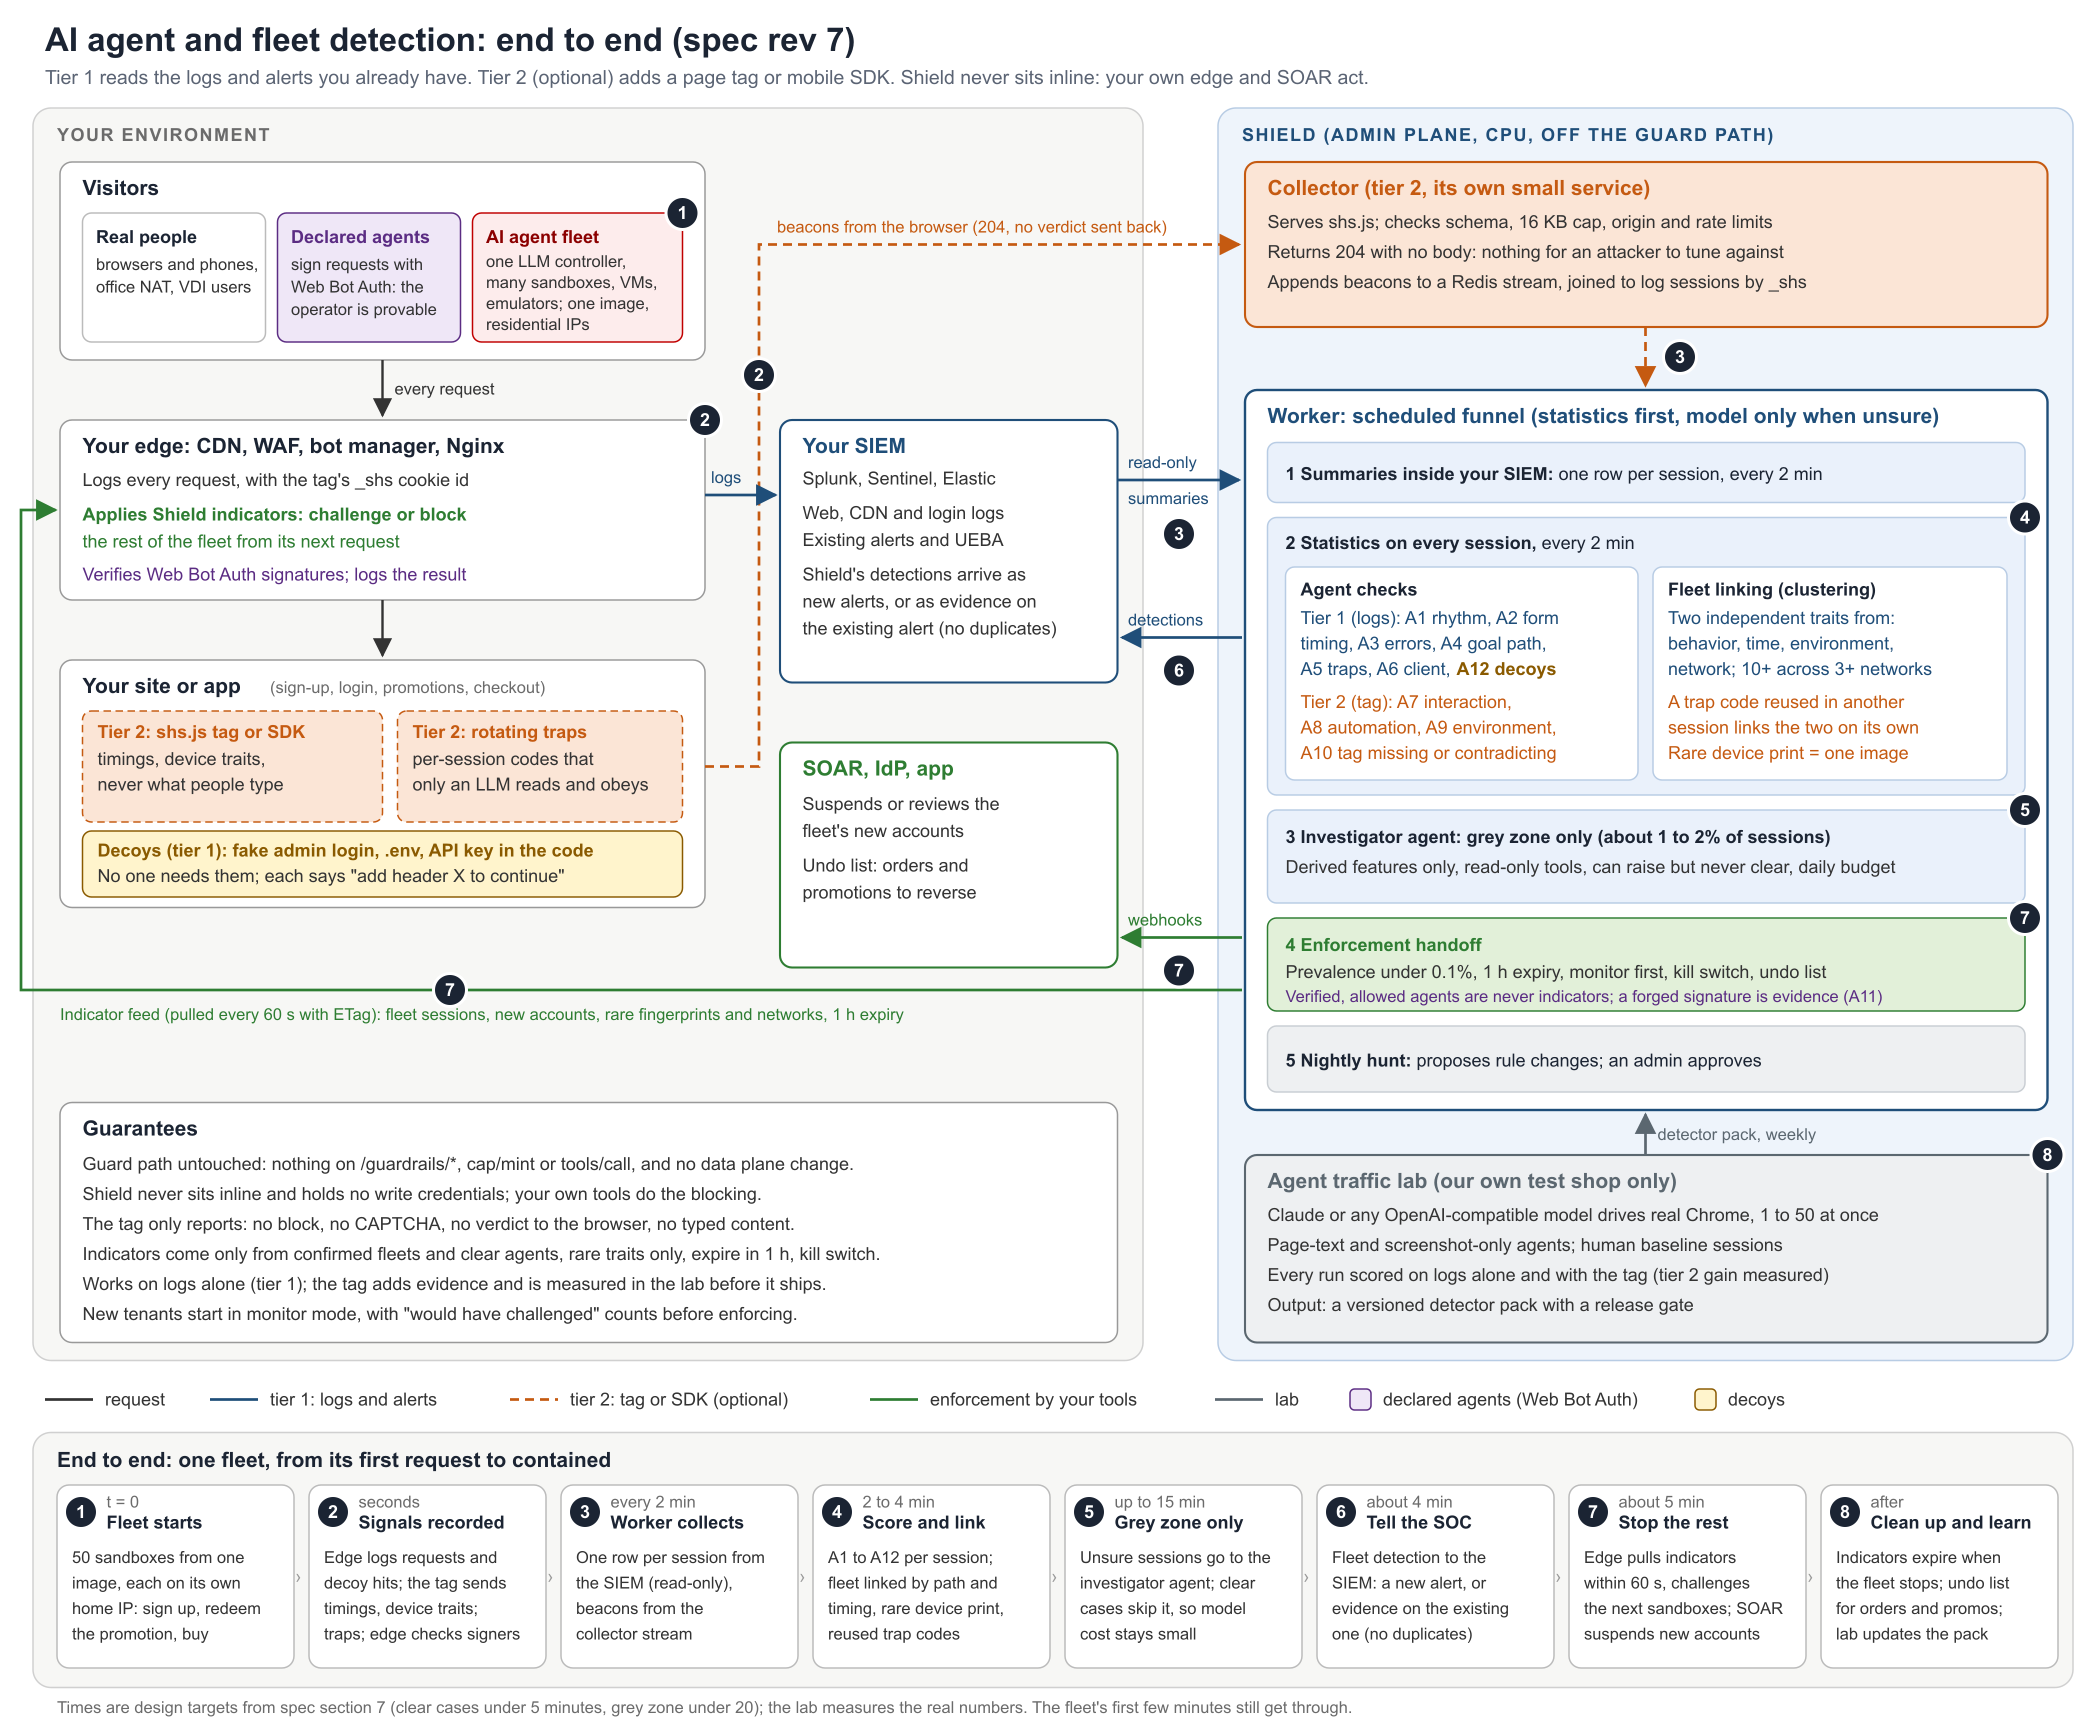 AI agent and fleet detection: end to end (spec rev 7)
Tier 1 reads the logs and alerts you already have. Tier 2 (optional) adds a page tag or mobile SDK. Shield never sits inline: your own edge and SOAR act.
YOUR ENVIRONMENT
Visitors
1
Real people
browsers and phones,
office NAT, VDI users
Declared agents
sign requests with
Web Bot Auth: the
operator is provable
AI agent fleet
one LLM controller,
many sandboxes, VMs,
emulators; one image,
residential IPs
every request
beacons from the browser (204, no verdict sent back)
2
2
Your edge: CDN, WAF, bot manager, Nginx
Logs every request, with the tag's _shs cookie id
Applies Shield indicators: challenge or block
the rest of the fleet from its next request
Verifies Web Bot Auth signatures; logs the result
logs
Your SIEM
Splunk, Sentinel, Elastic
Web, CDN and login logs
Existing alerts and UEBA
Shield's detections arrive as
new alerts, or as evidence on
the existing alert (no duplicates)
read-only
summaries
3
detections
6
Your site or app
(sign-up, login, promotions, checkout)
Tier 2: shs.js tag or SDK
timings, device traits,
never what people type
Tier 2: rotating traps
per-session codes that
only an LLM reads and obeys
Decoys (tier 1): fake admin login, .env, API key in the code
No one needs them; each says "add header X to continue"
SOAR, IdP, app
Suspends or reviews the
fleet's new accounts
Undo list: orders and
promotions to reverse
webhooks
7
7
Indicator feed (pulled every 60 s with ETag): fleet sessions, new accounts, rare fingerprints and networks, 1 h expiry
Guarantees
Guard path untouched: nothing on /guardrails/*, cap/mint or tools/call, and no data plane change.
Shield never sits inline and holds no write credentials; your own tools do the blocking.
The tag only reports: no block, no CAPTCHA, no verdict to the browser, no typed content.
Indicators come only from confirmed fleets and clear agents, rare traits only, expire in 1 h, kill switch.
Works on logs alone (tier 1); the tag adds evidence and is measured in the lab before it ships.
New tenants start in monitor mode, with "would have challenged" counts before enforcing.
SHIELD (ADMIN PLANE, CPU, OFF THE GUARD PATH)
Collector (tier 2, its own small service)
Serves shs.js; checks schema, 16 KB cap, origin and rate limits
Returns 204 with no body: nothing for an attacker to tune against
Appends beacons to a Redis stream, joined to log sessions by _shs
3
Worker: scheduled funnel (statistics first, model only when unsure)
1 Summaries inside your SIEM: one row per session, every 2 min
4
2 Statistics on every session, every 2 min
Agent checks
Tier 1 (logs): A1 rhythm, A2 form
timing, A3 errors, A4 goal path,
A5 traps, A6 client, A12 decoys
Tier 2 (tag): A7 interaction,
A8 automation, A9 environment,
A10 tag missing or contradicting
Fleet linking (clustering)
Two independent traits from:
behavior, time, environment,
network; 10+ across 3+ networks
A trap code reused in another
session links the two on its own
Rare device print = one image
5
3 Investigator agent: grey zone only (about 1 to 2% of sessions)
Derived features only, read-only tools, can raise but never clear, daily budget
7
4 Enforcement handoff
Prevalence under 0.1%, 1 h expiry, monitor first, kill switch, undo list
Verified, allowed agents are never indicators; a forged signature is evidence (A11)
5 Nightly hunt: proposes rule changes; an admin approves
detector pack, weekly
8
Agent traffic lab (our own test shop only)
Claude or any OpenAI-compatible model drives real Chrome, 1 to 50 at once
Page-text and screenshot-only agents; human baseline sessions
Every run scored on logs alone and with the tag (tier 2 gain measured)
Output: a versioned detector pack with a release gate
request
tier 1: logs and alerts
tier 2: tag or SDK (optional)
enforcement by your tools
lab
declared agents (Web Bot Auth)
decoys
End to end: one fleet, from its first request to contained
1
t = 0
Fleet starts
50 sandboxes from one
image, each on its own
home IP: sign up, redeem
the promotion, buy
›
2
seconds
Signals recorded
Edge logs requests and
decoy hits; the tag sends
timings, device traits;
traps; edge checks signers
›
3
every 2 min
Worker collects
One row per session from
the SIEM (read-only),
beacons from the
collector stream
›
4
2 to 4 min
Score and link
A1 to A12 per session;
fleet linked by path and
timing, rare device print,
reused trap codes
›
5
up to 15 min
Grey zone only
Unsure sessions go to the
investigator agent; clear
cases skip it, so model
cost stays small
›
6
about 4 min
Tell the SOC
Fleet detection to the
SIEM: a new alert, or
evidence on the existing
one (no duplicates)
›
7
about 5 min
Stop the rest
Edge pulls indicators
within 60 s, challenges
the next sandboxes; SOAR
suspends new accounts
›
8
after
Clean up and learn
Indicators expire when
the fleet stops; undo list
for orders and promos;
lab updates the pack
Times are design targets from spec section 7 (clear cases under 5 minutes, grey zone under 20); the lab measures the real numbers. The fleet's first few minutes still get through.